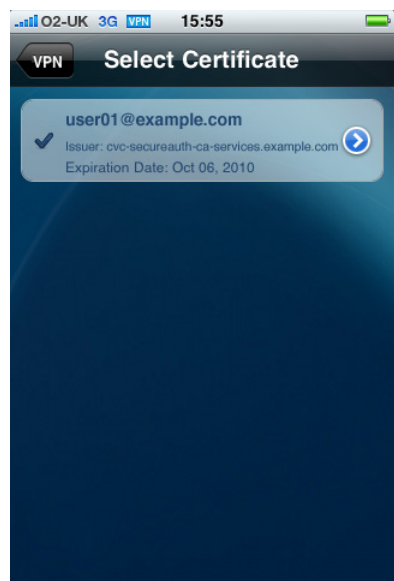 O2-UK 3G VPN 15:55
VPN Select Certificate
user01@example.com
Issuer: cvc-secureauth-ca-services.example.com
Expiration Date: Oct 06, 2010